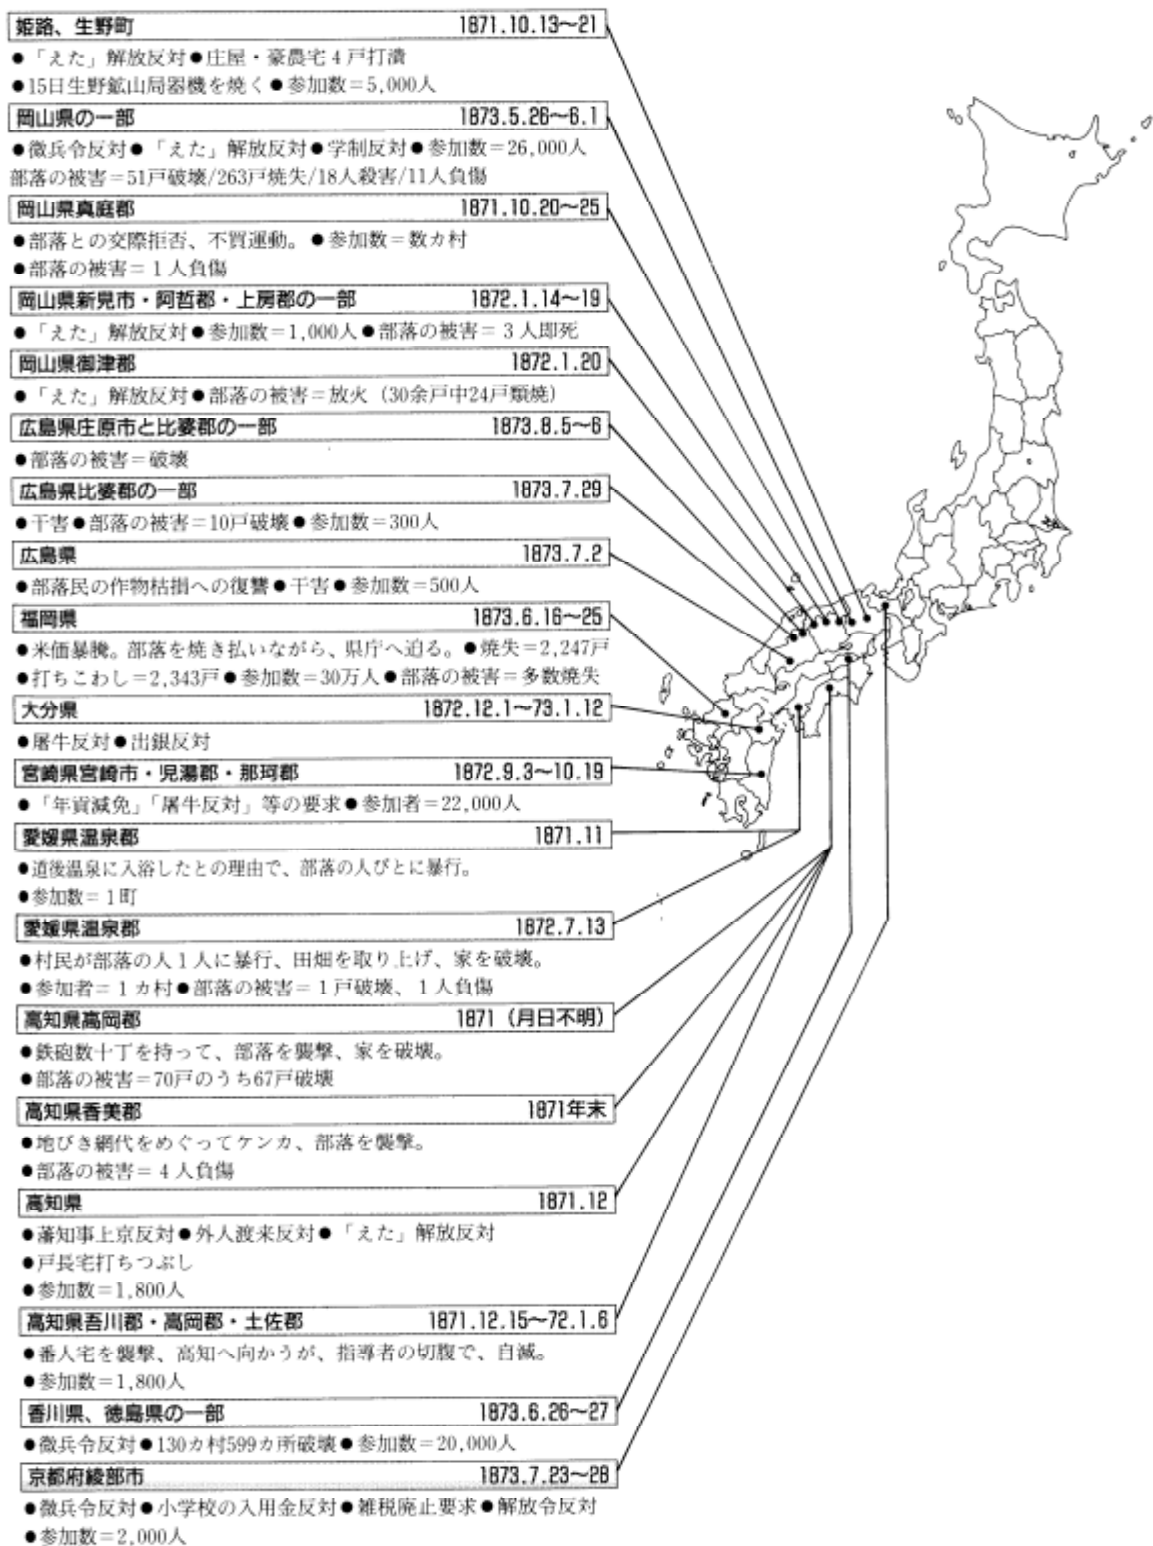 姫路、生野町 1871.10.13〜21
●「えた」解放反対●庄屋・豪農宅4戸打潰
●15日生野鉱山局器機を焼く●参加数=5,000人
岡山県の一部 1873.5.26〜6.1
●徴兵令反対●「えた」解放反対●学制反対●参加数=26,000人
部落の被害=51戸破壊/263戸焼失/18人殺害/11人負傷
岡山県真庭郡 1871.10.20〜25
●部落との交際拒否、不買運動。●参加数=数カ村
●部落の被害=1人負傷
岡山県新見市・阿哲郡・上房郡の一部 1872.1.14〜19
●「えた」解放反対●参加数=1,000人●部落の被害=3人即死
岡山県御津郡 1872.1.20
●「えた」解放反対●部落の被害=放火（30余戸中24戸類焼）
広島県庄原市と比婆郡の一部 1873.8.5〜6
●部落の被害=破壊
広島県比婆郡の一部 1873.7.29
●干害●部落の被害=10戸破壊●参加数=300人
広島県 1873.7.2
●部落民の作物枯損への復讐●干害●参加数=500人
福岡県 1873.6.16〜25
●米価暴騰。部落を焼き払いながら、県庁へ迫る。●焼失=2,247戸
●打ちこわし=2,343戸●参加数=30万人●部落の被害=多数焼失
大分県 1872.12.1〜73.1.12
●屠牛反対●出銀反対
宮崎県宮崎市・児湯郡・那珂郡 1872.9.3〜10.19
●「年貢減免」「屠牛反対」等の要求●参加者=22,000人
愛媛県温泉郡 1871.11
●道後温泉に入浴したとの理由で、部落の人びとに暴行。
●参加数=1町
愛媛県温泉郡 1872.7.13
●村民が部落の人1人に暴行、田畑を取り上げ、家を破壊。
●参加者=1カ村●部落の被害=1戸破壊、1人負傷
高知県高岡郡 1871（月日不明）
●鉄砲数十丁を持って、部落を襲撃、家を破壊。
●部落の被害=70戸のうち67戸破壊
高知県香美郡 1871年末
●地びき網代をめぐってケンカ、部落を襲撃。
●部落の被害=4人負傷
高知県 1871.12
●藩知事上京反対●外人渡来反対●「えた」解放反対
●戸長宅打ちつぶし
●参加数=1,800人
高知県吾川郡・高岡郡・土佐郡 1871.12.15〜72.1.6
●番人宅を襲撃、高知へ向かうが、指導者の切腹で、自滅。
●参加数=1,800人
香川県、徳島県の一部 1873.6.26〜27
●徴兵令反対●130カ村599カ所破壊●参加数=20,000人
京都府綾部市 1873.7.23〜28
●徴兵令反対●小学校の入用金反対●雑税廃止要求●解放令反対
●参加数=2,000人